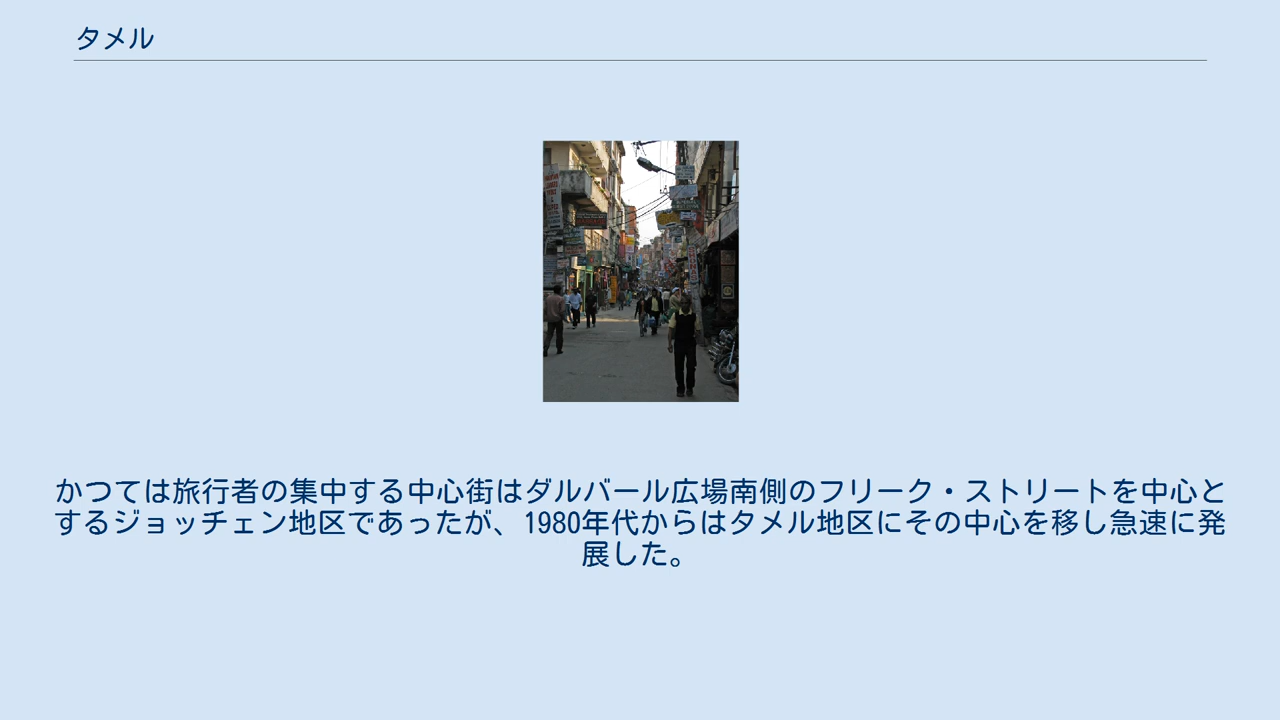 タメル
かつては旅行者の集中する中心街はダルバール広場南側のフリーク・ストリートを中心と
するジョッチェン地区であったが、1980年代からはタメル地区にその中心を移し急速に発
展した。